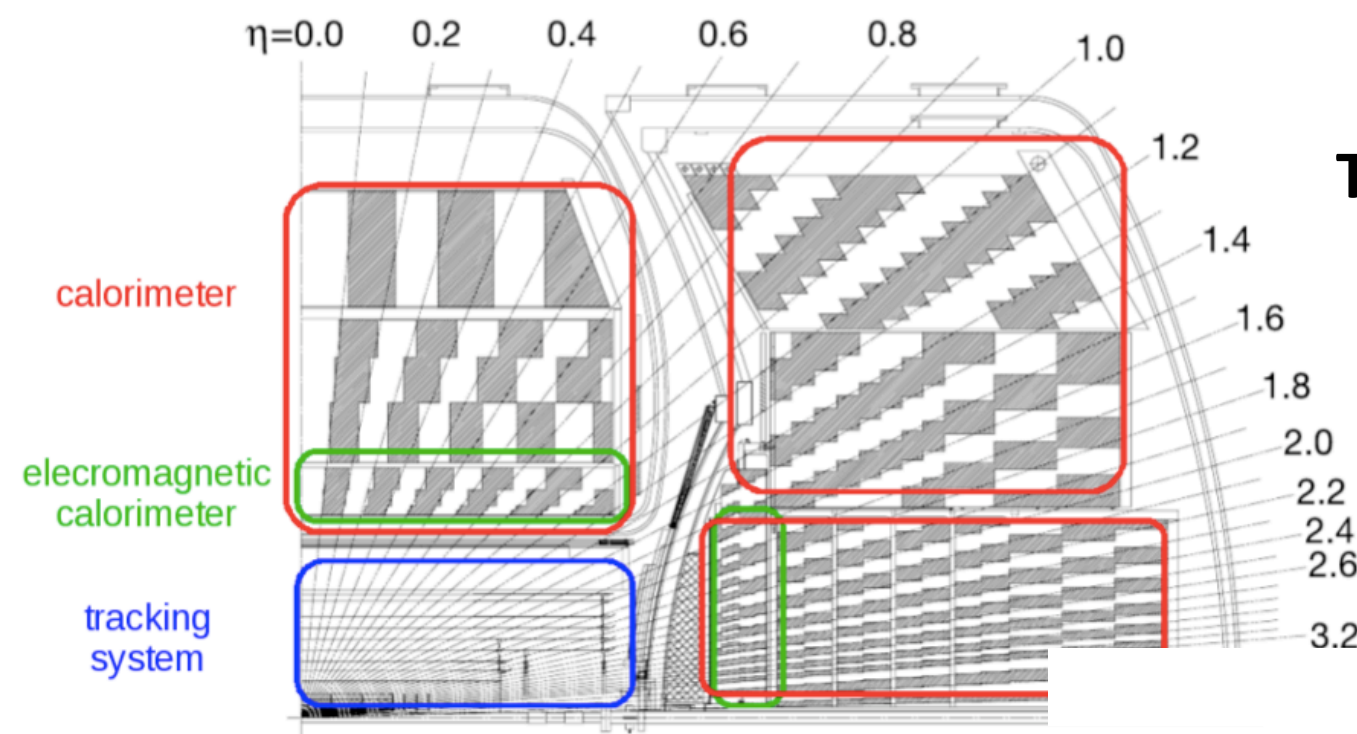 η=0.0 0.2 0.4 0.6 0.8 1.0
1.2
T
1.4
calorimeter
1.6
1.8
2.0
elecromagnetic
calorimeter
2.2
2.4
2.6
tracking
system
3.2